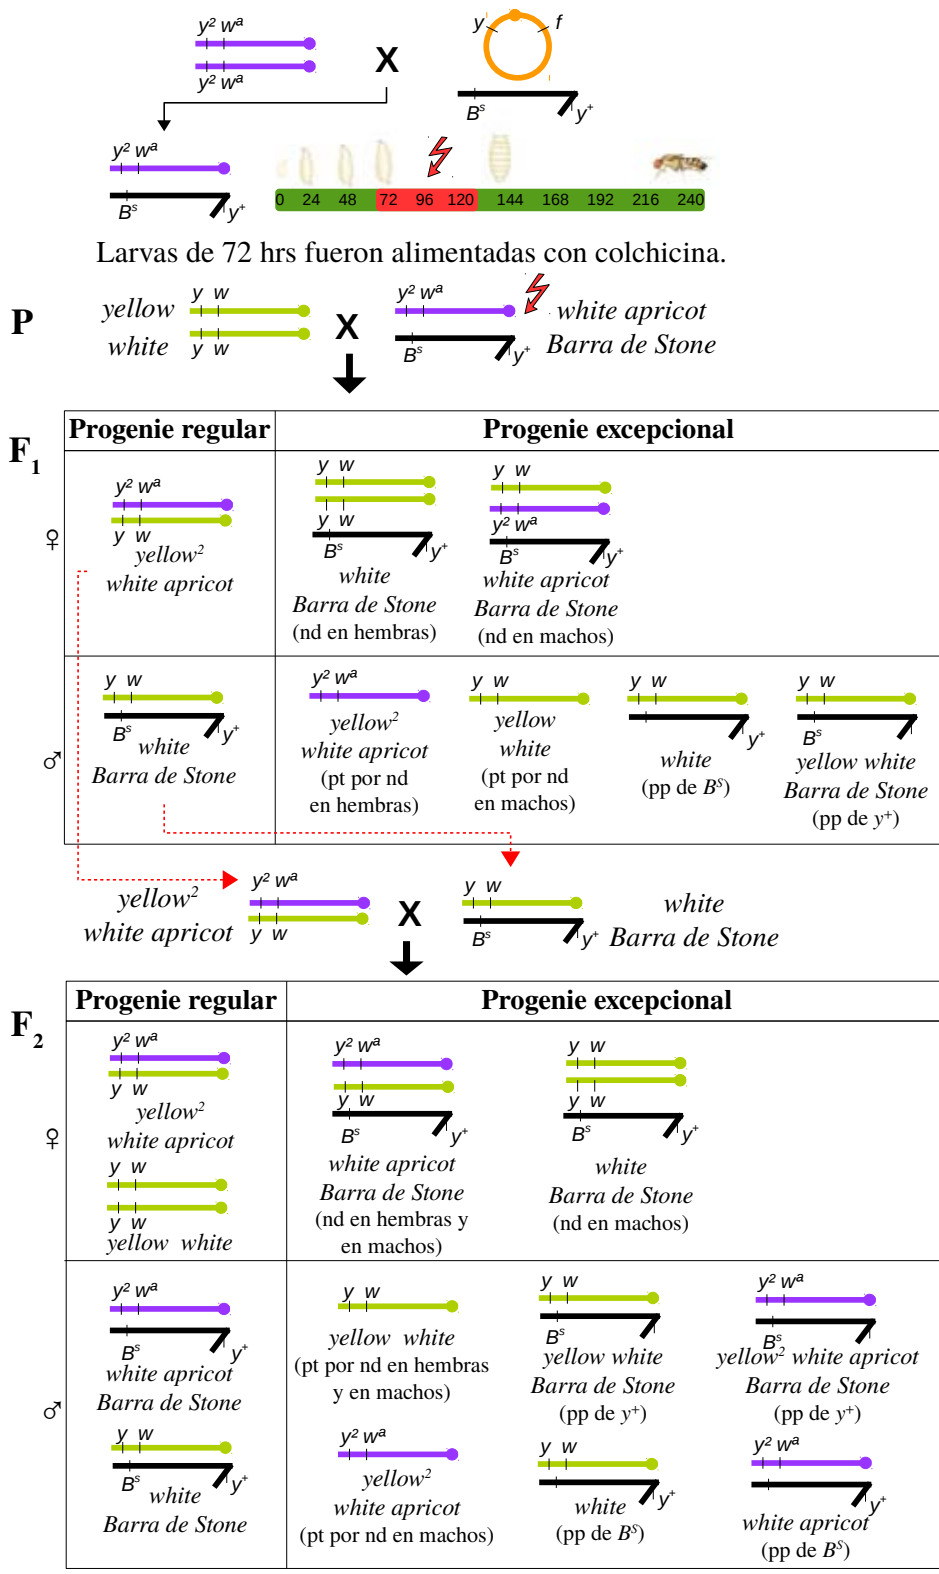 y² wᵃ
y² wᵃ
X
y f
Bˢ y⁺
y² wᵃ
Bˢ y⁺
0 24 48 72 96 120 144 168 192 216 240
Larvas de 72 hrs fueron alimentadas con colchicina.
P
yellow
white
y w
y w
X
y² wᵃ
Bˢ y⁺
white apricot
Barra de Stone
F₁
Progenie regular
Progenie excepcional
♀
y² wᵃ
y w
yellow²
white apricot
y w
y w
Bˢ y⁺
white
Barra de Stone
(nd en hembras)
y w
y² wᵃ
Bˢ y⁺
white apricot
Barra de Stone
(nd en machos)
♂
y w
Bˢ y⁺
white
Barra de Stone
y² wᵃ
yellow²
white apricot
(pt por nd
en hembras)
y w
yellow
white
(pt por nd
en machos)
y w
y⁺
white
(pp de Bˢ)
y w
Bˢ
yellow white
Barra de Stone
(pp de y⁺)
yellow²
white apricot
y² wᵃ
y w
X
y w
Bˢ y⁺
white
Barra de Stone
F₂
Progenie regular
Progenie excepcional
♀
y² wᵃ
y w
yellow²
white apricot
y w
y w
yellow white
y² wᵃ
y w
Bˢ y⁺
white apricot
Barra de Stone
(nd en hembras y
en machos)
y w
y w
Bˢ y⁺
white
Barra de Stone
(nd en machos)
♂
y² wᵃ
Bˢ y⁺
white apricot
Barra de Stone
y w
Bˢ y⁺
white
Barra de Stone
y w
yellow white
(pt por nd en hembras
y en machos)
y w
Bˢ
yellow white
Barra de Stone
(pp de y⁺)
y² wᵃ
Bˢ
yellow² white apricot
Barra de Stone
(pp de y⁺)
y² wᵃ
yellow²
white apricot
(pt por nd en machos)
y w
y⁺
white
(pp de Bˢ)
y² wᵃ
y⁺
white apricot
(pp de Bˢ)